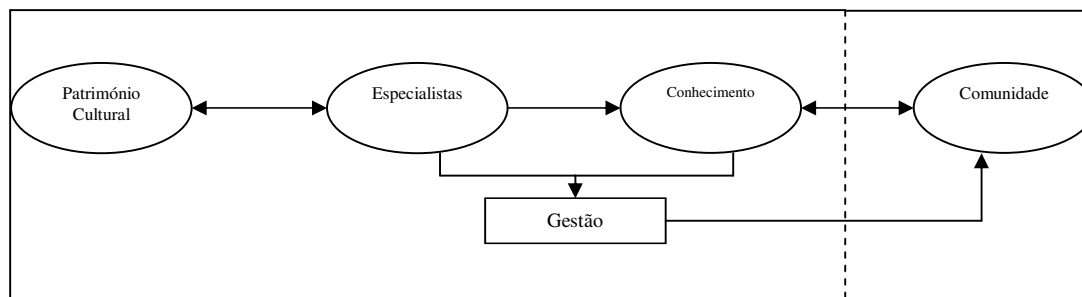 Património
Cultural
Especialistas
Conhecimento
Comunidade
Gestão